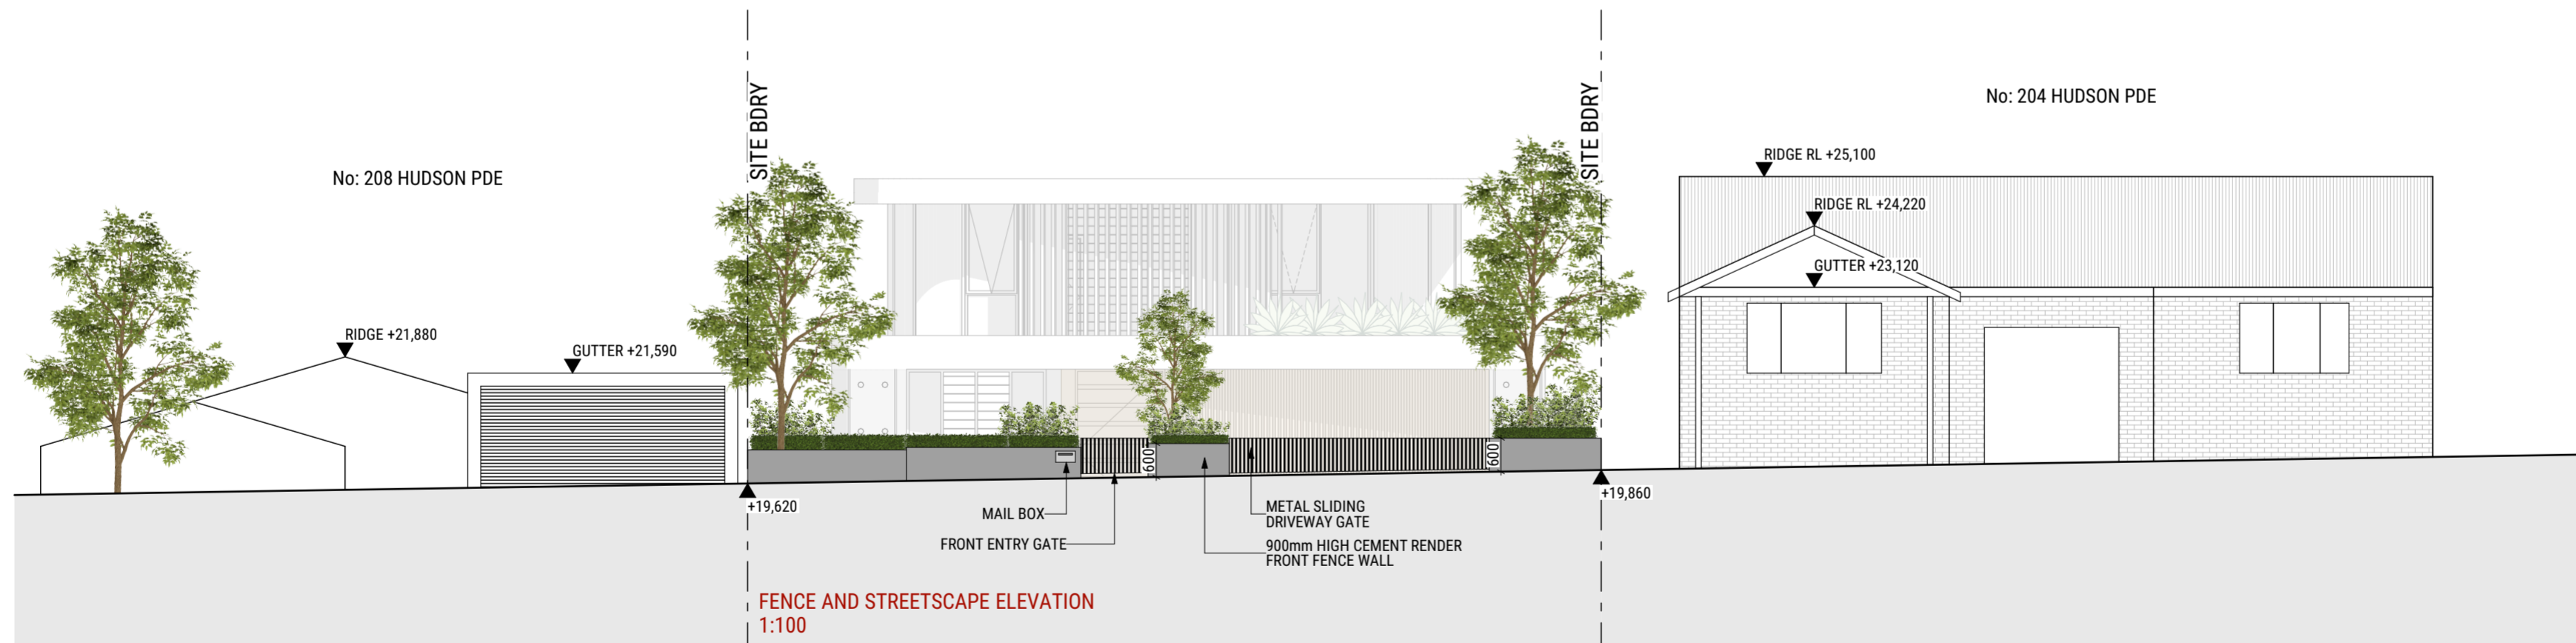 SITE BDRY
SITE BDRY
No: 204 HUDSON PDE
No: 208 HUDSON PDE
RIDGE RL +25,100
RIDGE RL +24,220
GUTTER +23,120
RIDGE +21,880
GUTTER +21,590
600
600
+19,620
+19,860
MAIL BOX
FRONT ENTRY GATE
METAL SLIDING
DRIVEWAY GATE
900mm HIGH CEMENT RENDER
FRONT FENCE WALL
FENCE AND STREETSCAPE ELEVATION
1:100